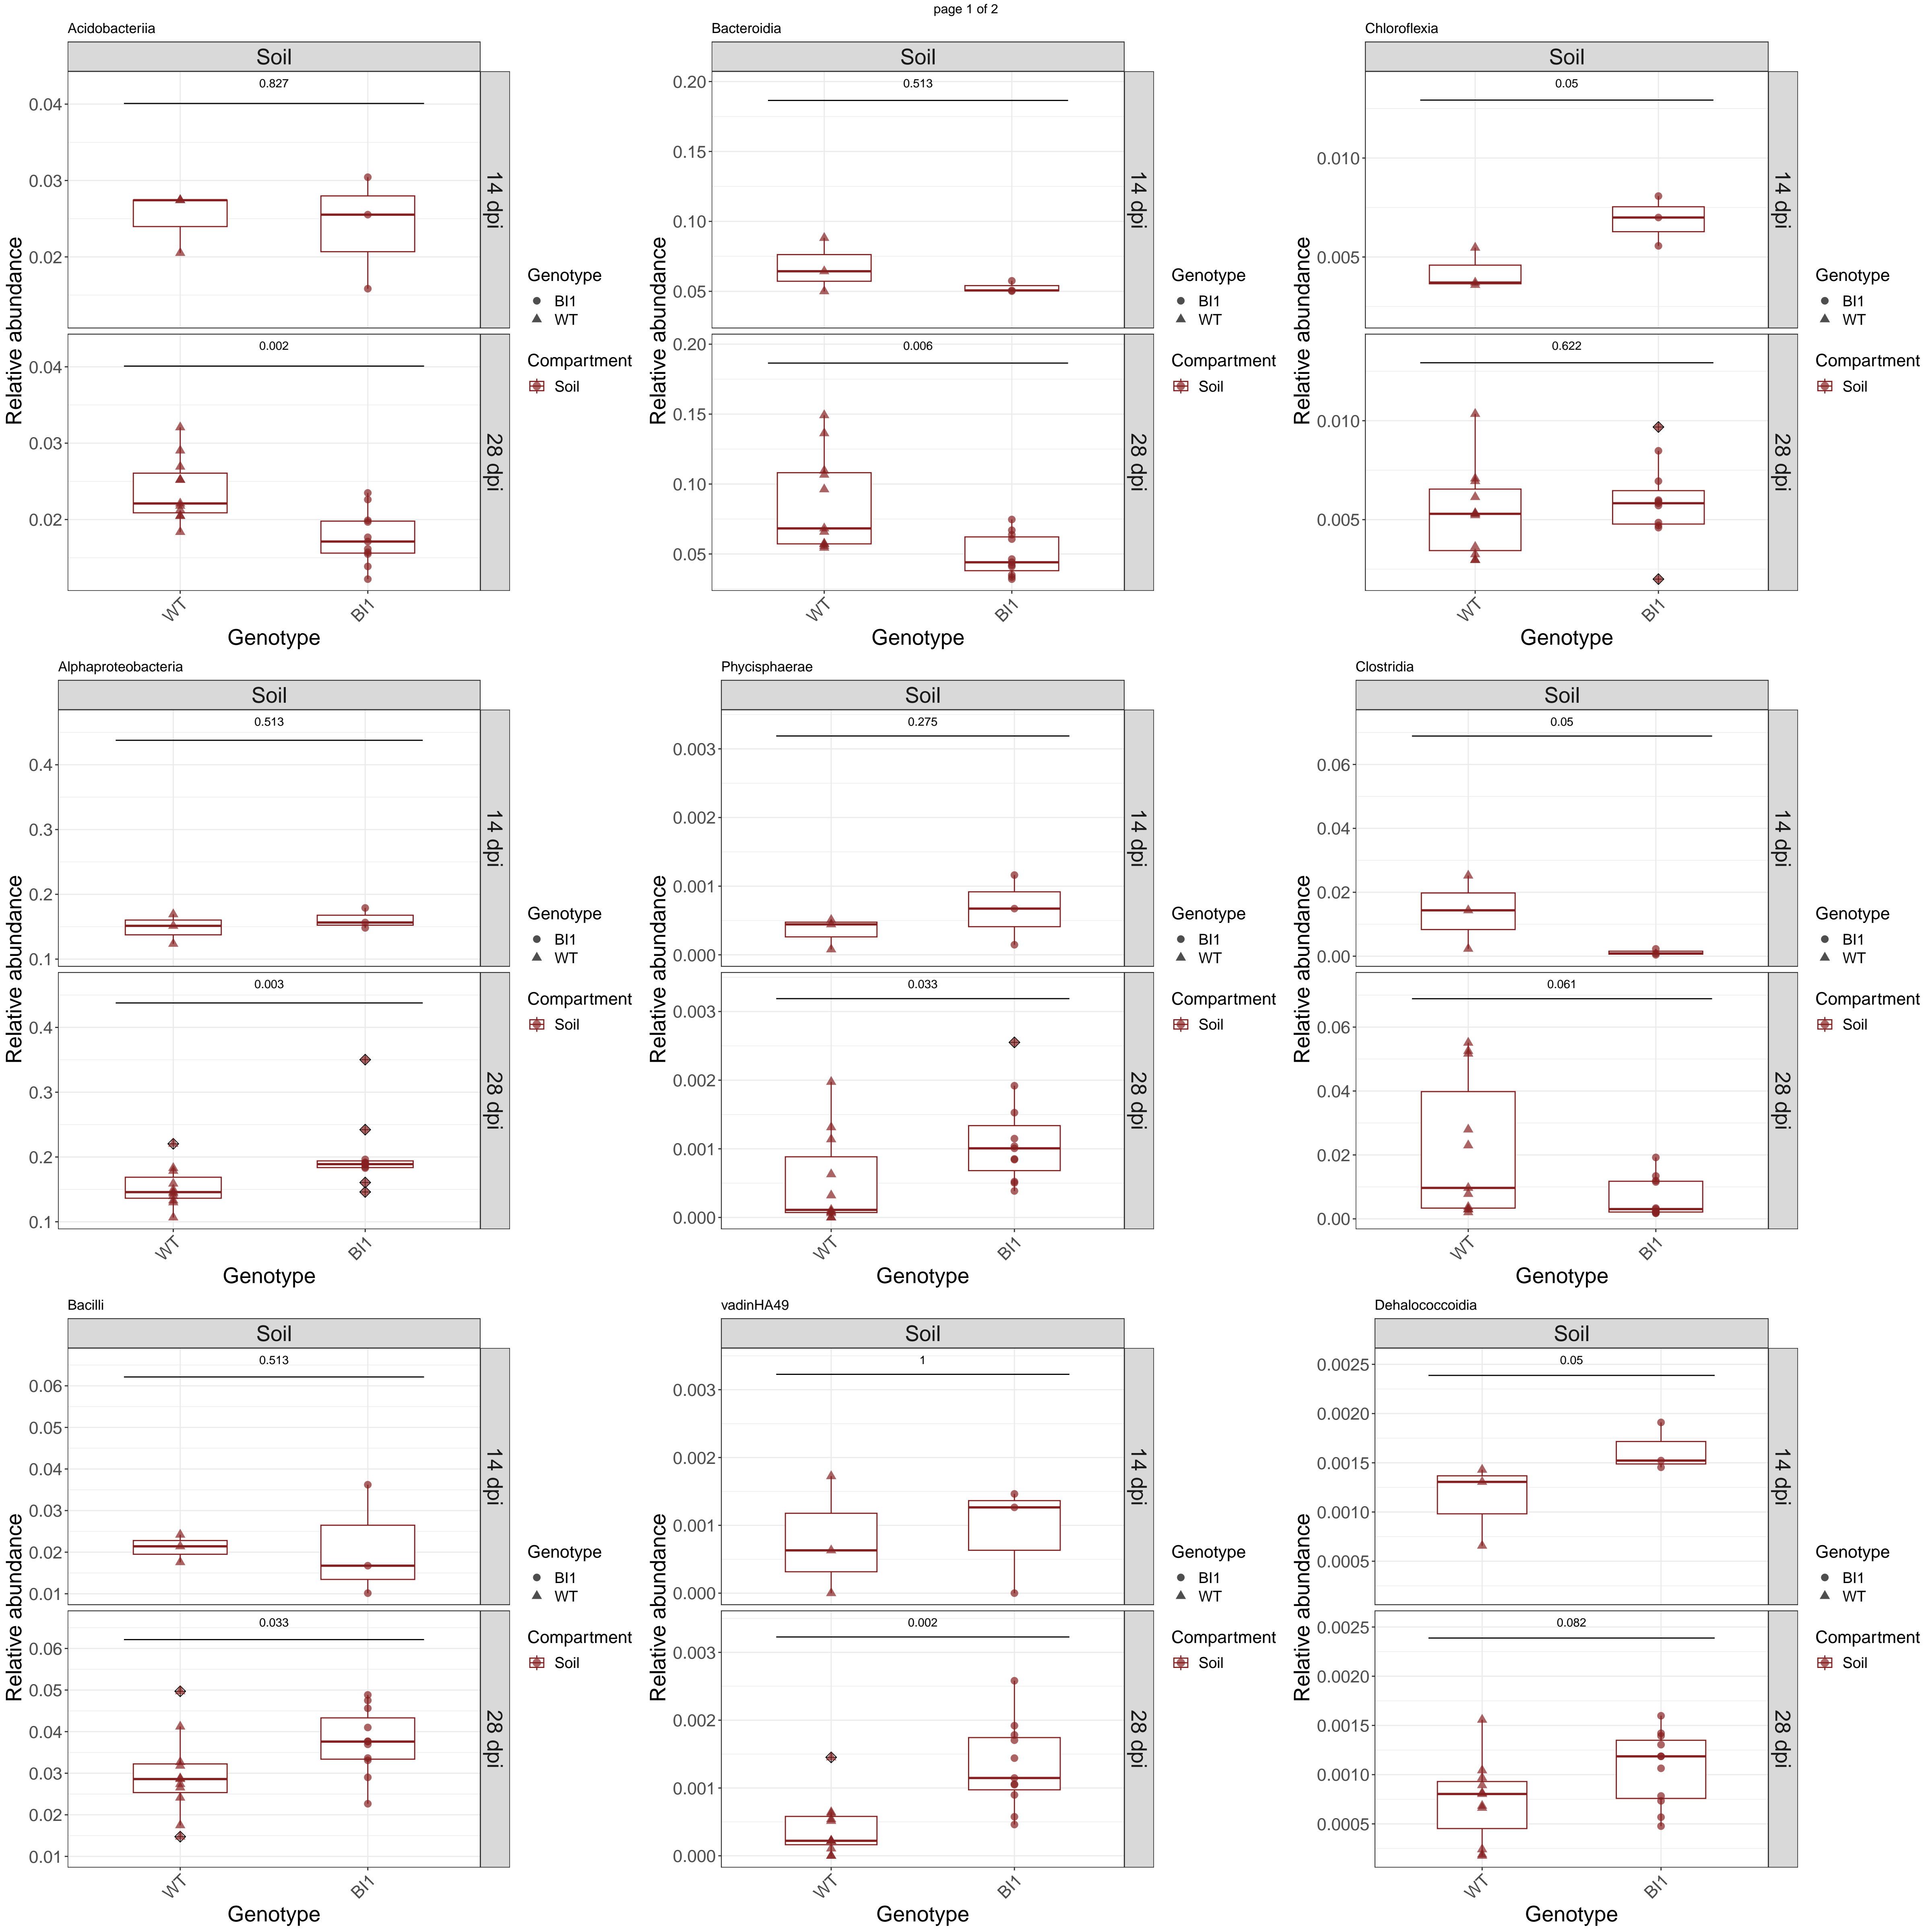 page 1 of 2
Acidobacteriia
Soil
0.827
0.04
0.03
0.02
14 dpi
0.002
0.04
0.03
0.02
28 dpi
WT
BI1
Genotype
Relative abundance
Genotype
BI1
WT
Compartment
Soil
Bacteroidia
Soil
0.513
0.20
0.15
0.10
0.05
14 dpi
0.006
0.20
0.15
0.10
0.05
28 dpi
WT
BI1
Genotype
Relative abundance
Genotype
BI1
WT
Compartment
Soil
Chloroflexia
Soil
0.05
0.010
0.005
14 dpi
0.622
0.010
0.005
28 dpi
WT
BI1
Genotype
Relative abundance
Genotype
BI1
WT
Compartment
Soil
Alphaproteobacteria
Soil
0.513
0.4
0.3
0.2
0.1
14 dpi
0.003
0.4
0.3
0.2
0.1
28 dpi
WT
BI1
Genotype
Relative abundance
Genotype
BI1
WT
Compartment
Soil
Phycisphaerae
Soil
0.275
0.003
0.002
0.001
0.000
14 dpi
0.033
0.003
0.002
0.001
0.000
28 dpi
WT
BI1
Genotype
Relative abundance
Genotype
BI1
WT
Compartment
Soil
Clostridia
Soil
0.05
0.06
0.04
0.02
0.00
14 dpi
0.061
0.06
0.04
0.02
0.00
28 dpi
WT
BI1
Genotype
Relative abundance
Genotype
BI1
WT
Compartment
Soil
Bacilli
Soil
0.513
0.06
0.05
0.04
0.03
0.02
0.01
14 dpi
0.033
0.06
0.05
0.04
0.03
0.02
0.01
28 dpi
WT
BI1
Genotype
Relative abundance
Genotype
BI1
WT
Compartment
Soil
vadinHA49
Soil
1
0.003
0.002
0.001
0.000
14 dpi
0.002
0.003
0.002
0.001
0.000
28 dpi
WT
BI1
Genotype
Relative abundance
Genotype
BI1
WT
Compartment
Soil
Dehalococcoidia
Soil
0.05
0.0025
0.0020
0.0015
0.0010
0.0005
14 dpi
0.082
0.0025
0.0020
0.0015
0.0010
0.0005
28 dpi
WT
BI1
Genotype
Relative abundance
Genotype
BI1
WT
Compartment
Soil